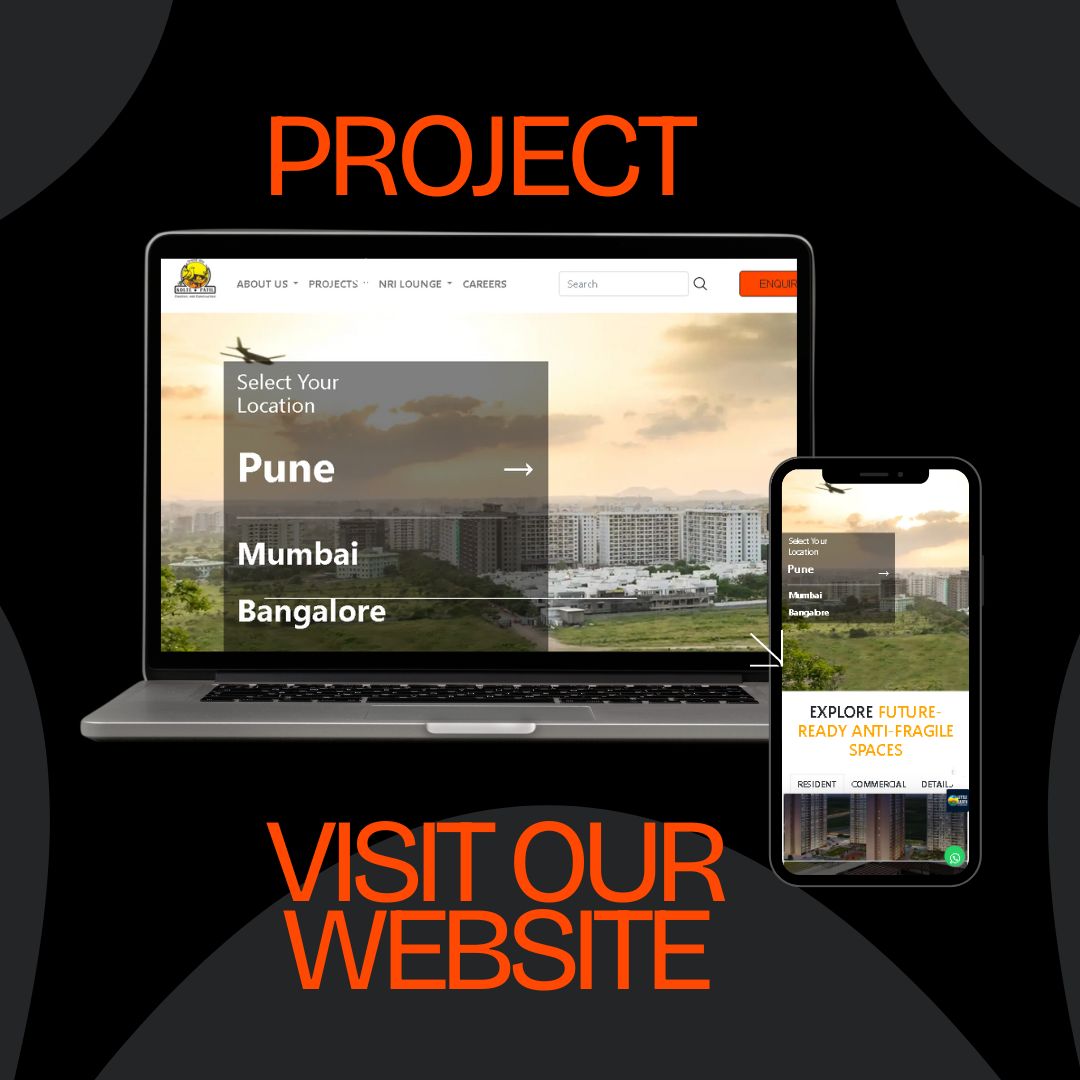 PROJECT
KOLTE PATIL
ABOUT US
PROJECTS
NRI LOUNGE
CAREERS
Search
ENQUIR
Select Your
Location
Pune
Mumbai
Bangalore
Select Your
Location
Pune
Mumbai
Bangalore
EXPLORE FUTURE-
READY ANTI-FRAGILE
SPACES
RESIDENT
COMMERCIAL
DETAIL
VISIT OUR
WEBSITE